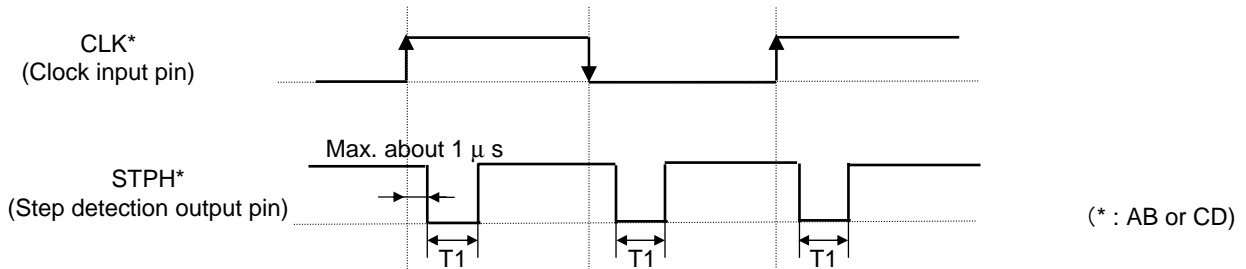 CLK*
(Clock input pin)
Max. about 1 μ s
STPH*
(Step detection output pin)
(* : AB or CD)
T1
T1
T1